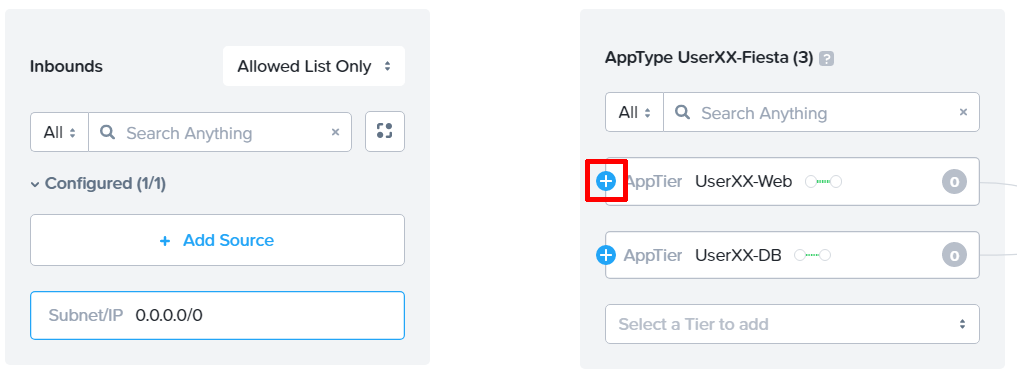 Inbounds
Allowed List Only
All
Search Anything
×
Configured (1/1)
+ Add Source
Subnet/IP 0.0.0.0/0
AppType UserXX-Fiesta (3) ?
All
Search Anything
×
+ AppTier UserXX-Web 0
+ AppTier UserXX-DB 0
Select a Tier to add